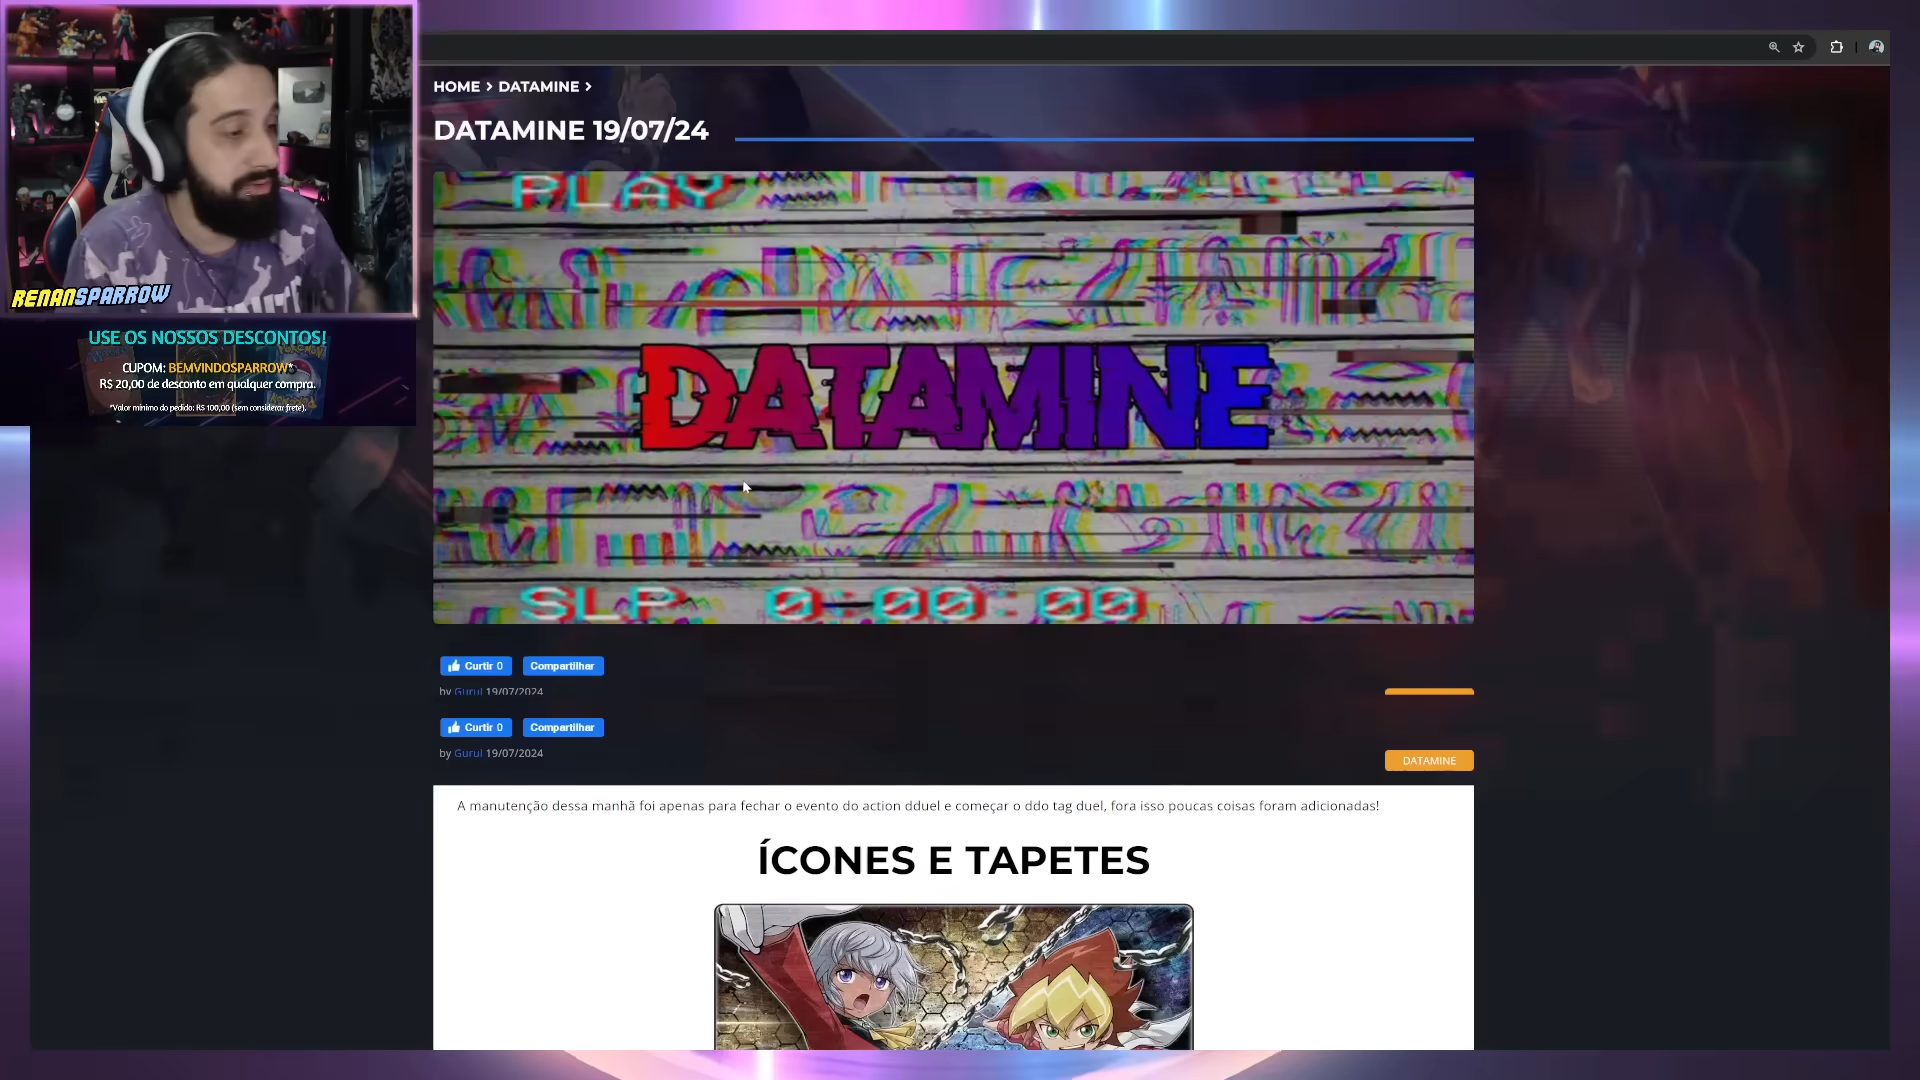 HOME > DATAMINE >
DATAMINE 19/07/24
PLAY
DATAMINE
SLP 0:00:00
RENANSPARROW
USE OS NOSSOS DESCONTOS!
CUPOM: BEMVINDOSPARROW*
R$ 20,00 de desconto em qualquer compra.
*Valor mínimo do pedido: R$ 100,00 (sem considerar frete).
Curtir 0 Compartilhar
by Gurul 19/07/2024
Curtir 0 Compartilhar
by Gurul 19/07/2024
DATAMINE
A manutenção dessa manhã foi apenas para fechar o evento do action dduel e começar o ddo tag duel, fora isso poucas coisas foram adicionadas!
ÍCONES E TAPETES